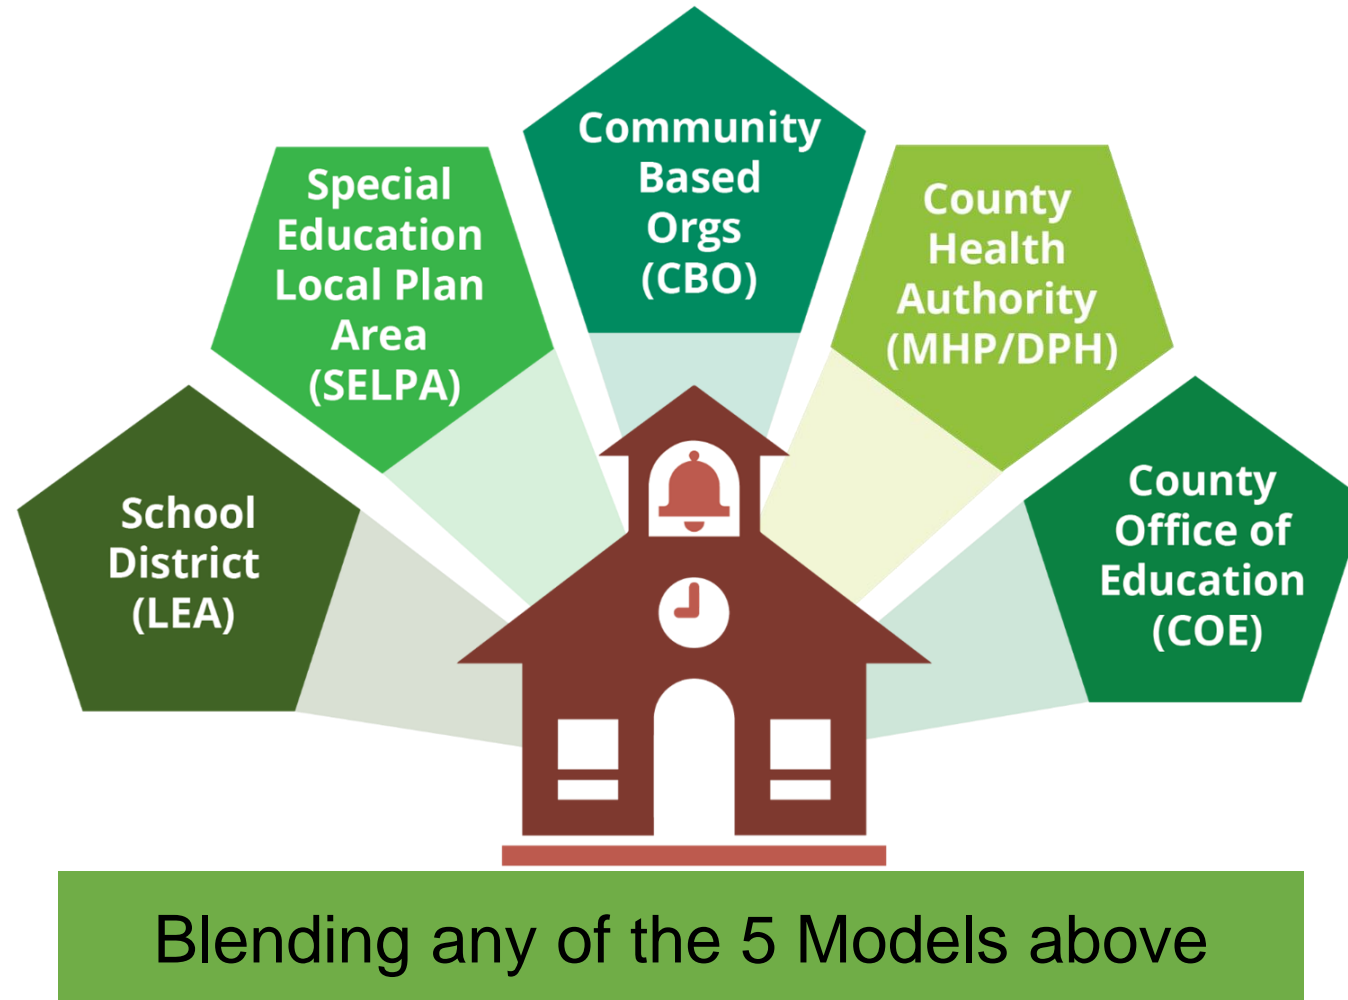 School
District
(LEA)
Special
Education
Local Plan
Area
(SELPA)
Community
Based
Orgs
(CBO)
County
Health
Authority
(MHP/DPH)
County
Office of
Education
(COE)
Blending any of the 5 Models above